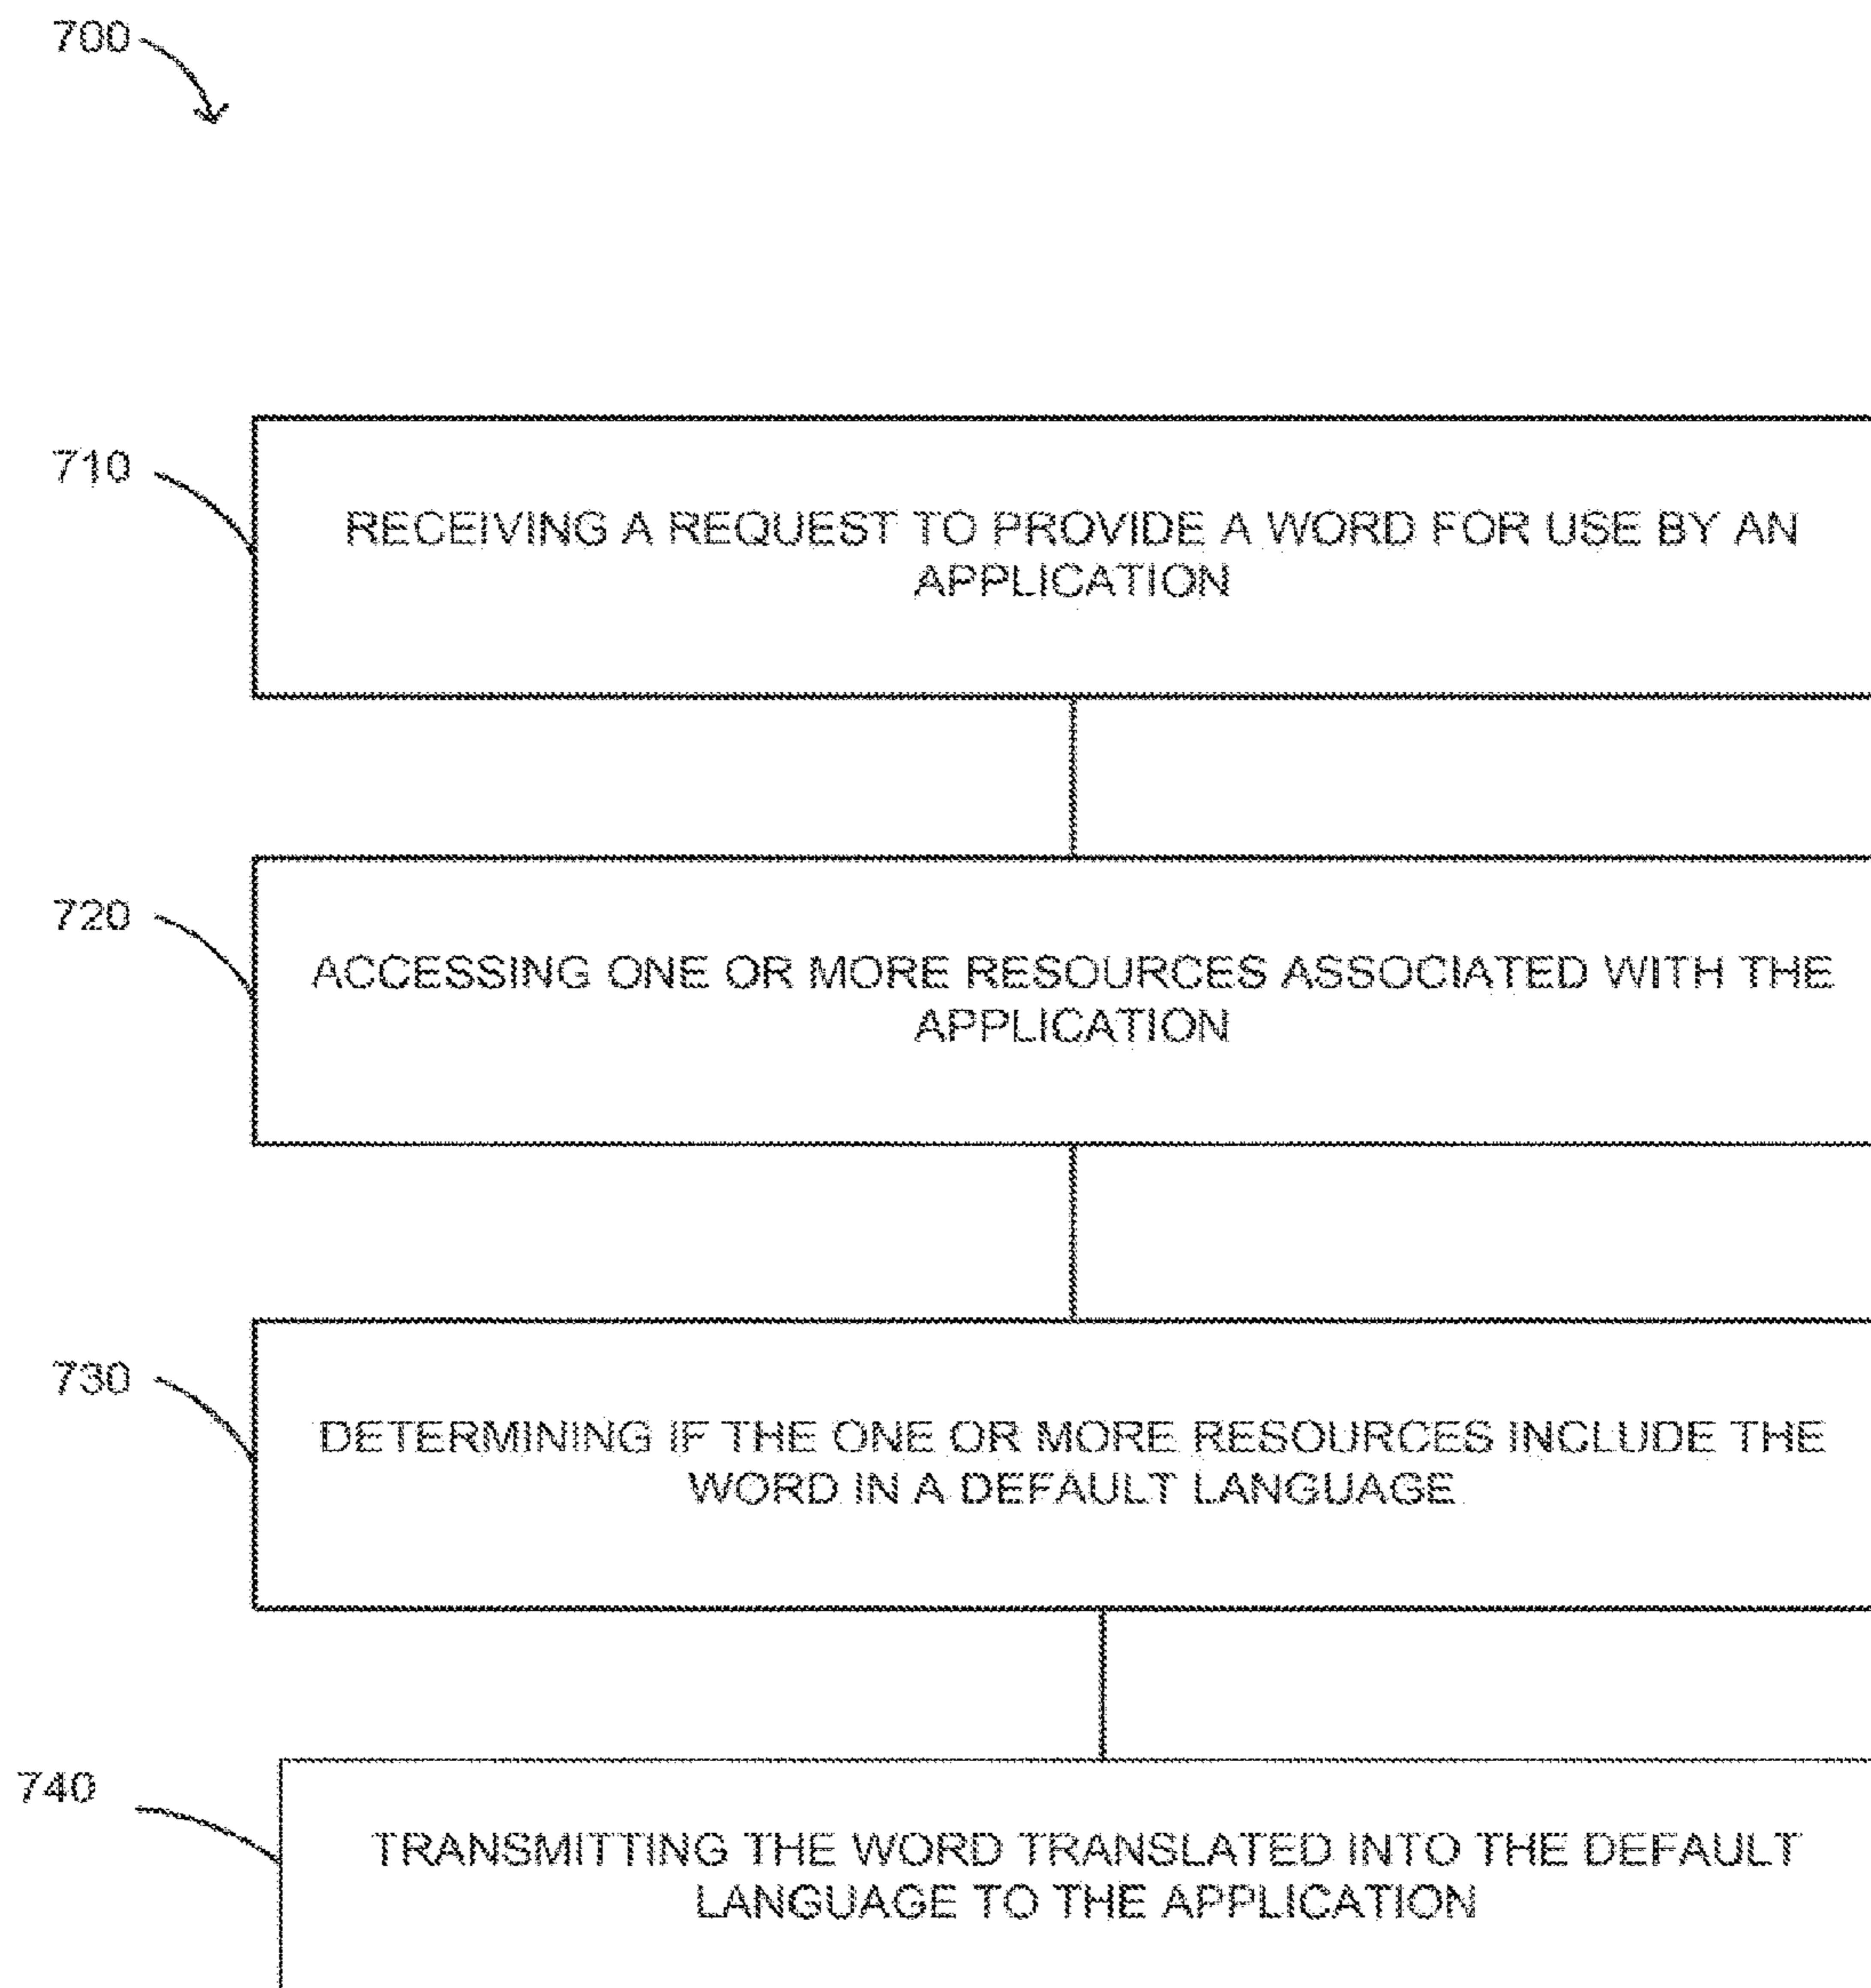 700
710
RECEIVING A REQUEST TO PROVIDE A WORD FOR USE BY AN
APPLICATION
720
ACCESSING ONE OR MORE RESOURCES ASSOCIATED WITH THE
APPLICATION
730
DETERMINING IF THE ONE OR MORE RESOURCES INCLUDE THE
WORD IN A DEFAULT LANGUAGE
740
TRANSMITTING THE WORD TRANSLATED INTO THE DEFAULT
LANGUAGE TO THE APPLICATION